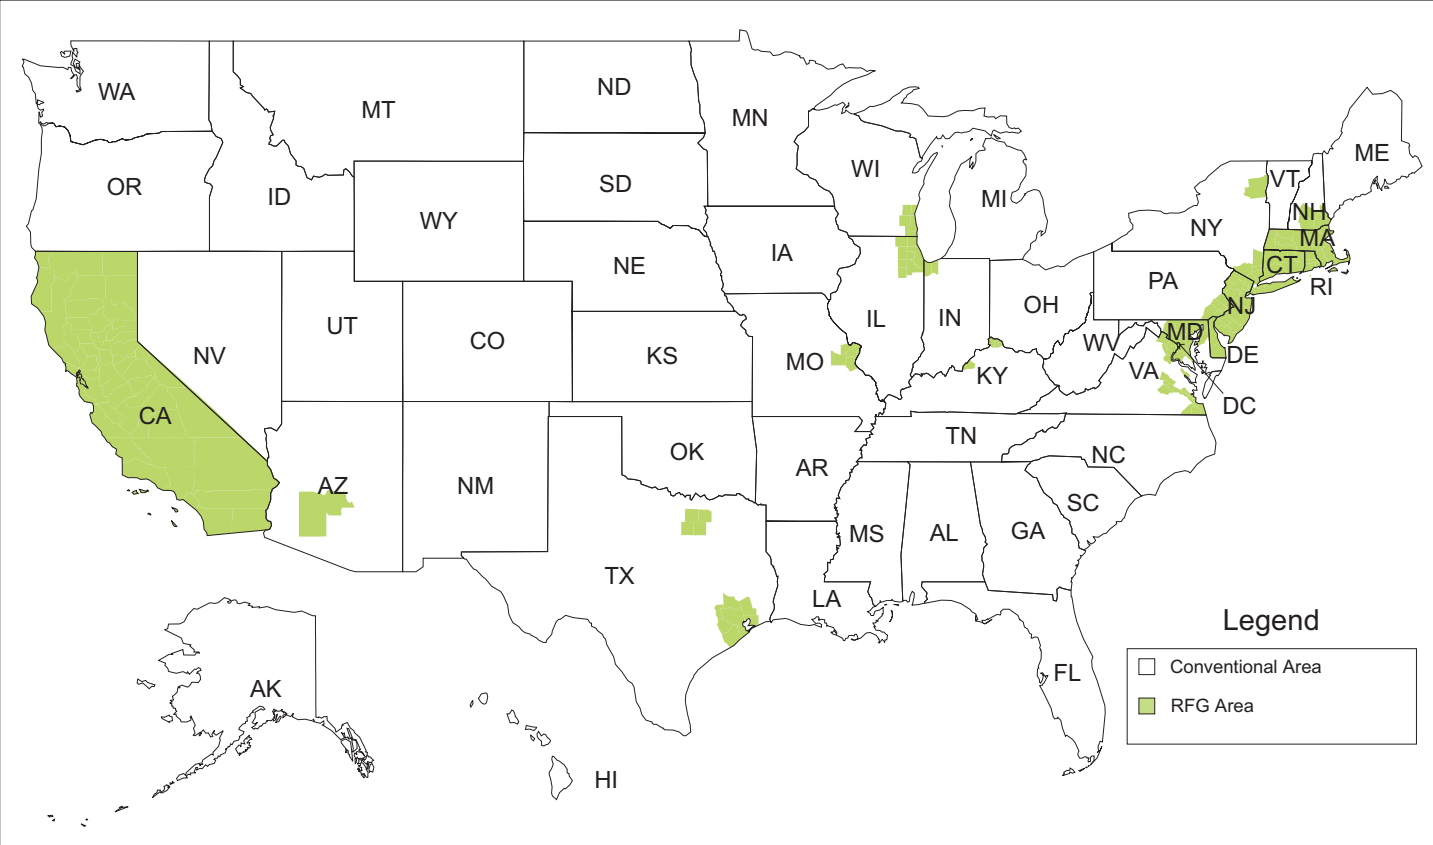 WA
MT
ND
MN
OR
ID
SD
WI
MI
ME
VT
NH
WY
NY
MA
IA
NE
CT
RI
PA
NJ
UT
CO
IL
IN
OH
MD
NV
KS
MO
WV
DE
KY
VA
CA
DC
TN
NC
OK
AR
AZ
NM
SC
MS
AL
GA
TX
LA
Legend
Conventional Area
FL
AK
RFG Area
HI